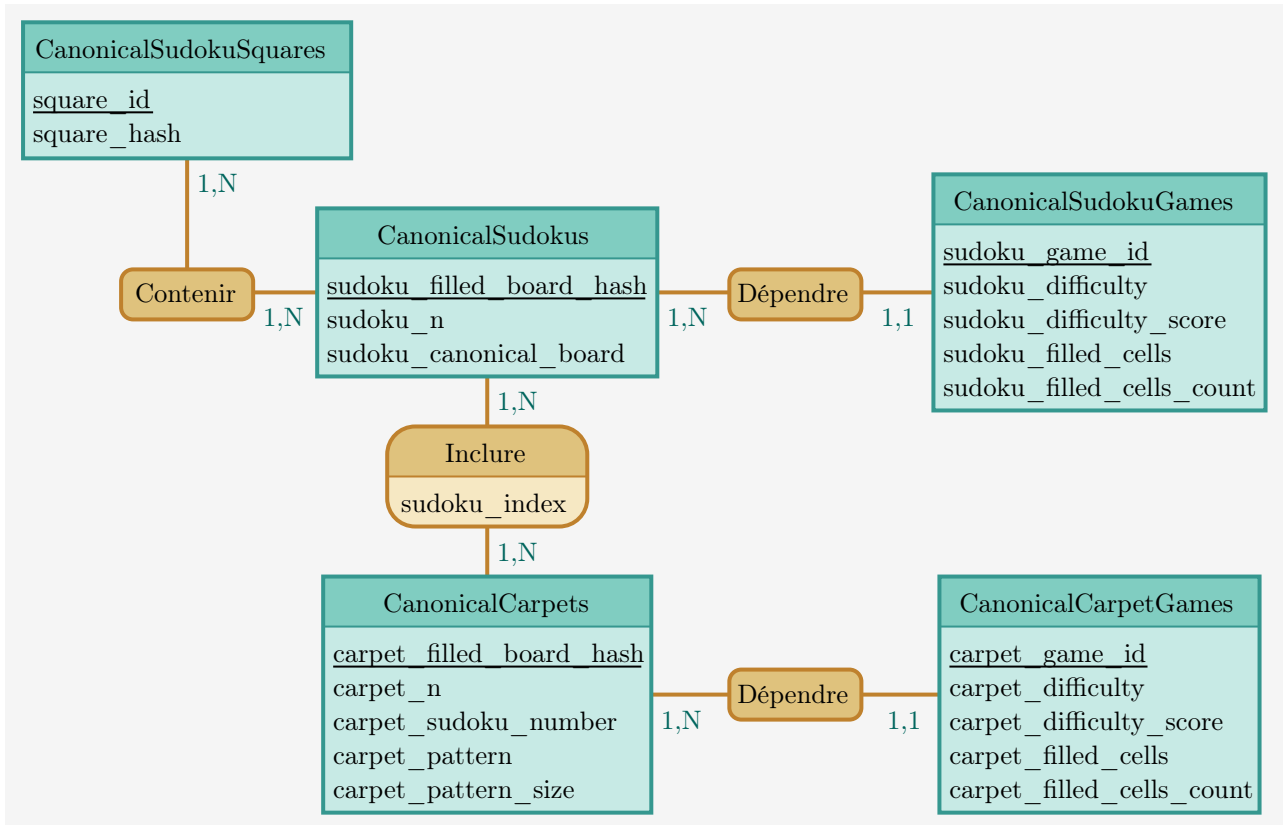 CanonicalSudokuSquares
square_id
square_hash
1,N
Contenir
1,N
CanonicalSudokus
sudoku_filled_board_hash
sudoku_n
sudoku_canonical_board
1,N
Dépendre
1,1
CanonicalSudokuGames
sudoku_game_id
sudoku_difficulty
sudoku_difficulty_score
sudoku_filled_cells
sudoku_filled_cells_count
1,N
Inclure
sudoku_index
1,N
CanonicalCarpets
carpet_filled_board_hash
carpet_n
carpet_sudoku_number
carpet_pattern
carpet_pattern_size
1,N
Dépendre
1,1
CanonicalCarpetGames
carpet_game_id
carpet_difficulty
carpet_difficulty_score
carpet_filled_cells
carpet_filled_cells_count